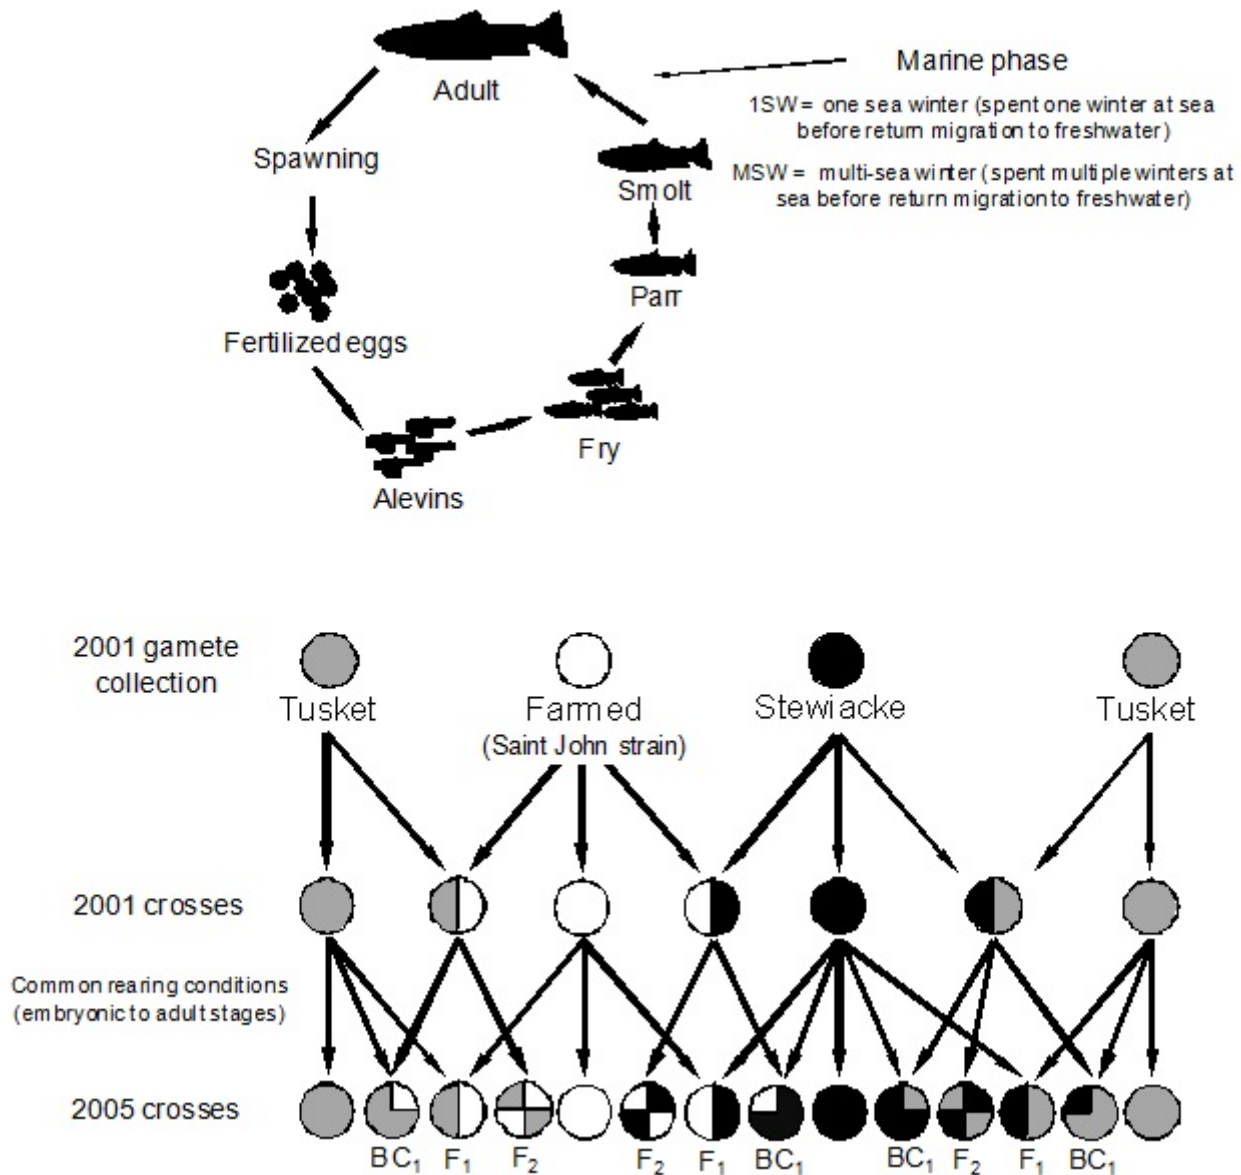 Adult
Marine phase
1SW = one sea winter (spent one winter at sea
before return migration to freshwater)
MSW = multi-sea winter (spent multiple winters at
sea before return migration to freshwater)
Spawning
Smolt
Parr
Fertilized eggs
Fry
Alevins
2001 gamete
collection
Tusket
Farmed
(Saint John strain)
Stewiacke
Tusket
2001 crosses
Common rearing conditions
(embryonic to adult stages)
2005 crosses
BC₁ F₁ F₂ F₂ F₁ BC₁ BC₁ F₂ F₁ BC₁